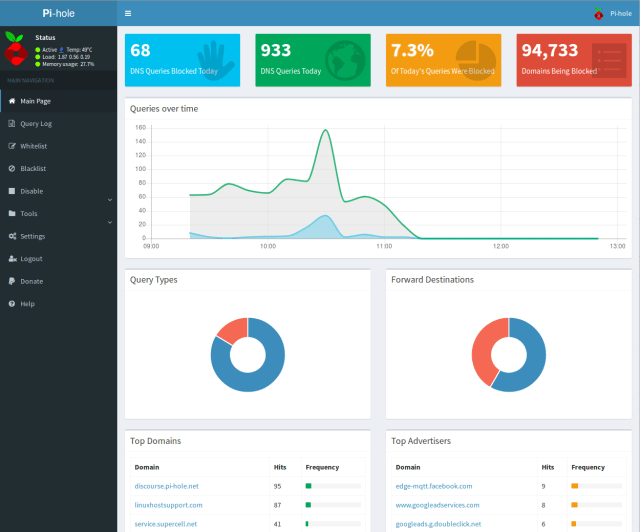 Pi-hole
Pi-hole
Status
Active Temp: 49°C
Load: 1.87 0.56 0.19
Memory usage: 27.7%
MAIN NAVIGATION
Main Page
Query Log
Whitelist
Blacklist
Disable
Tools
Settings
Logout
Donate
Help
68
DNS Queries Blocked Today
933
DNS Queries Today
7.3%
Of Today's Queries Were Blocked
94,733
Domains Being Blocked
Queries over time
160
140
120
100
80
60
40
20
0
09:00 10:00 11:00 12:00 13:00
Query Types
Forward Destinations
Top Domains
Domain Hits Frequency
discourse.pi-hole.net 95
linuxhostsupport.com 87
service.supercell.net 41
Top Advertisers
Domain Hits Frequency
edge-mqtt.facebook.com 9
www.googleadservices.com 8
googleads.g.doubleclick.net 6